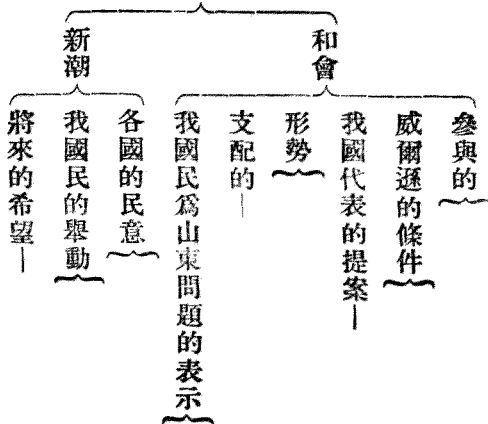 和會
參與的
威爾遜的條件
我國代表的提案
形勢
支配的
我國民爲山東問題的表示
新潮
各國的民意
我國民的舉動
將來的希望